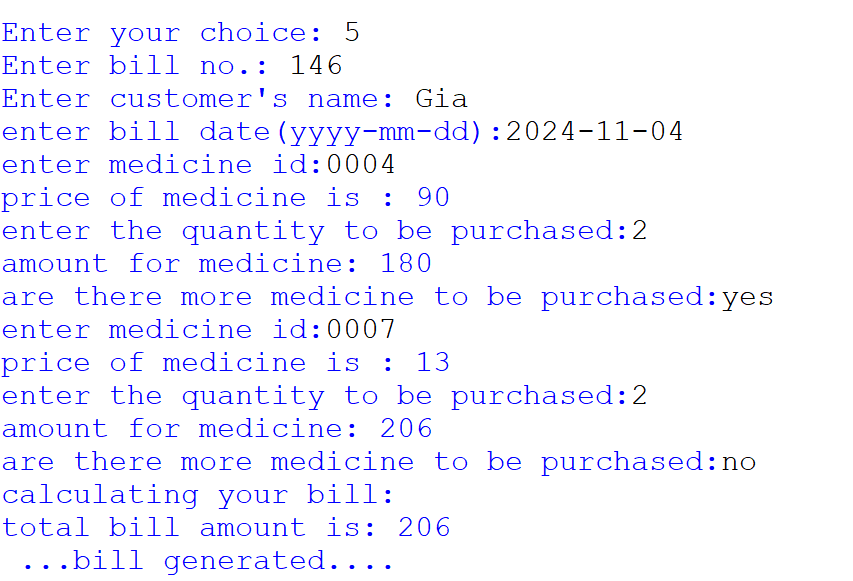 Enter your choice: 5
Enter bill no.: 146
Enter customer's name: Gia
enter bill date(yyyy-mm-dd):2024-11-04
enter medicine id:0004
price of medicine is : 90
enter the quantity to be purchased:2
amount for medicine: 180
are there more medicine to be purchased:yes
enter medicine id:0007
price of medicine is : 13
enter the quantity to be purchased:2
amount for medicine: 206
are there more medicine to be purchased:no
calculating your bill:
total bill amount is: 206
...bill generated....